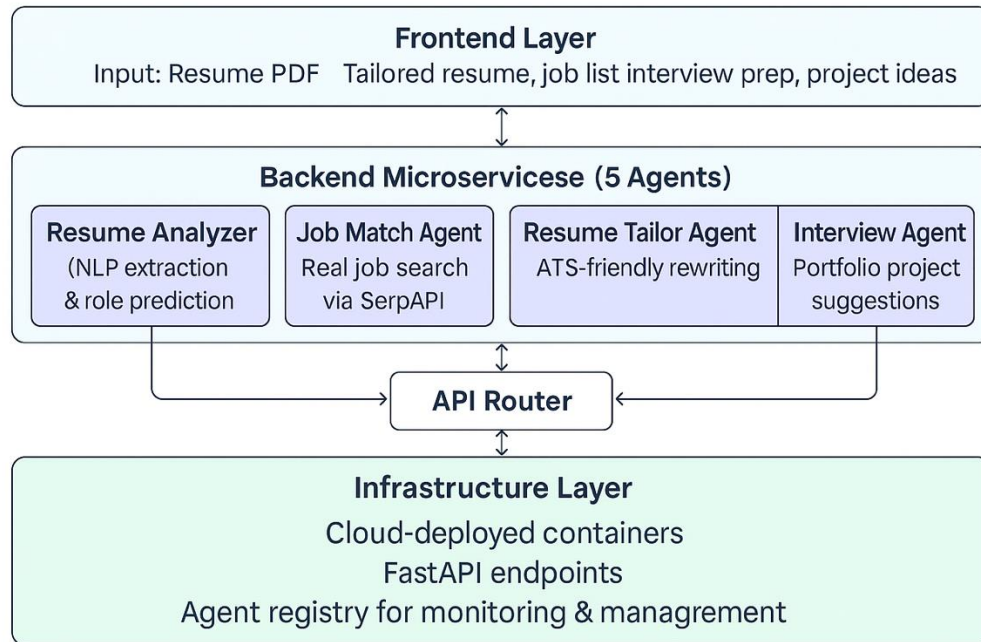 Frontend Layer
Input: Resume PDF Tailored resume, job list interview prep, project ideas
Backend Microservicese (5 Agents)
Resume Analyzer
(NLP extraction
& role prediction
Job Match Agent
Real job search
via SerpAPI
Resume Tailor Agent
ATS-friendly rewriting
Interview Agent
Portfolio project
suggestions
API Router
Infrastructure Layer
Cloud-deployed containers
FastAPI endpoints
Agent registry for monitoring & managrement